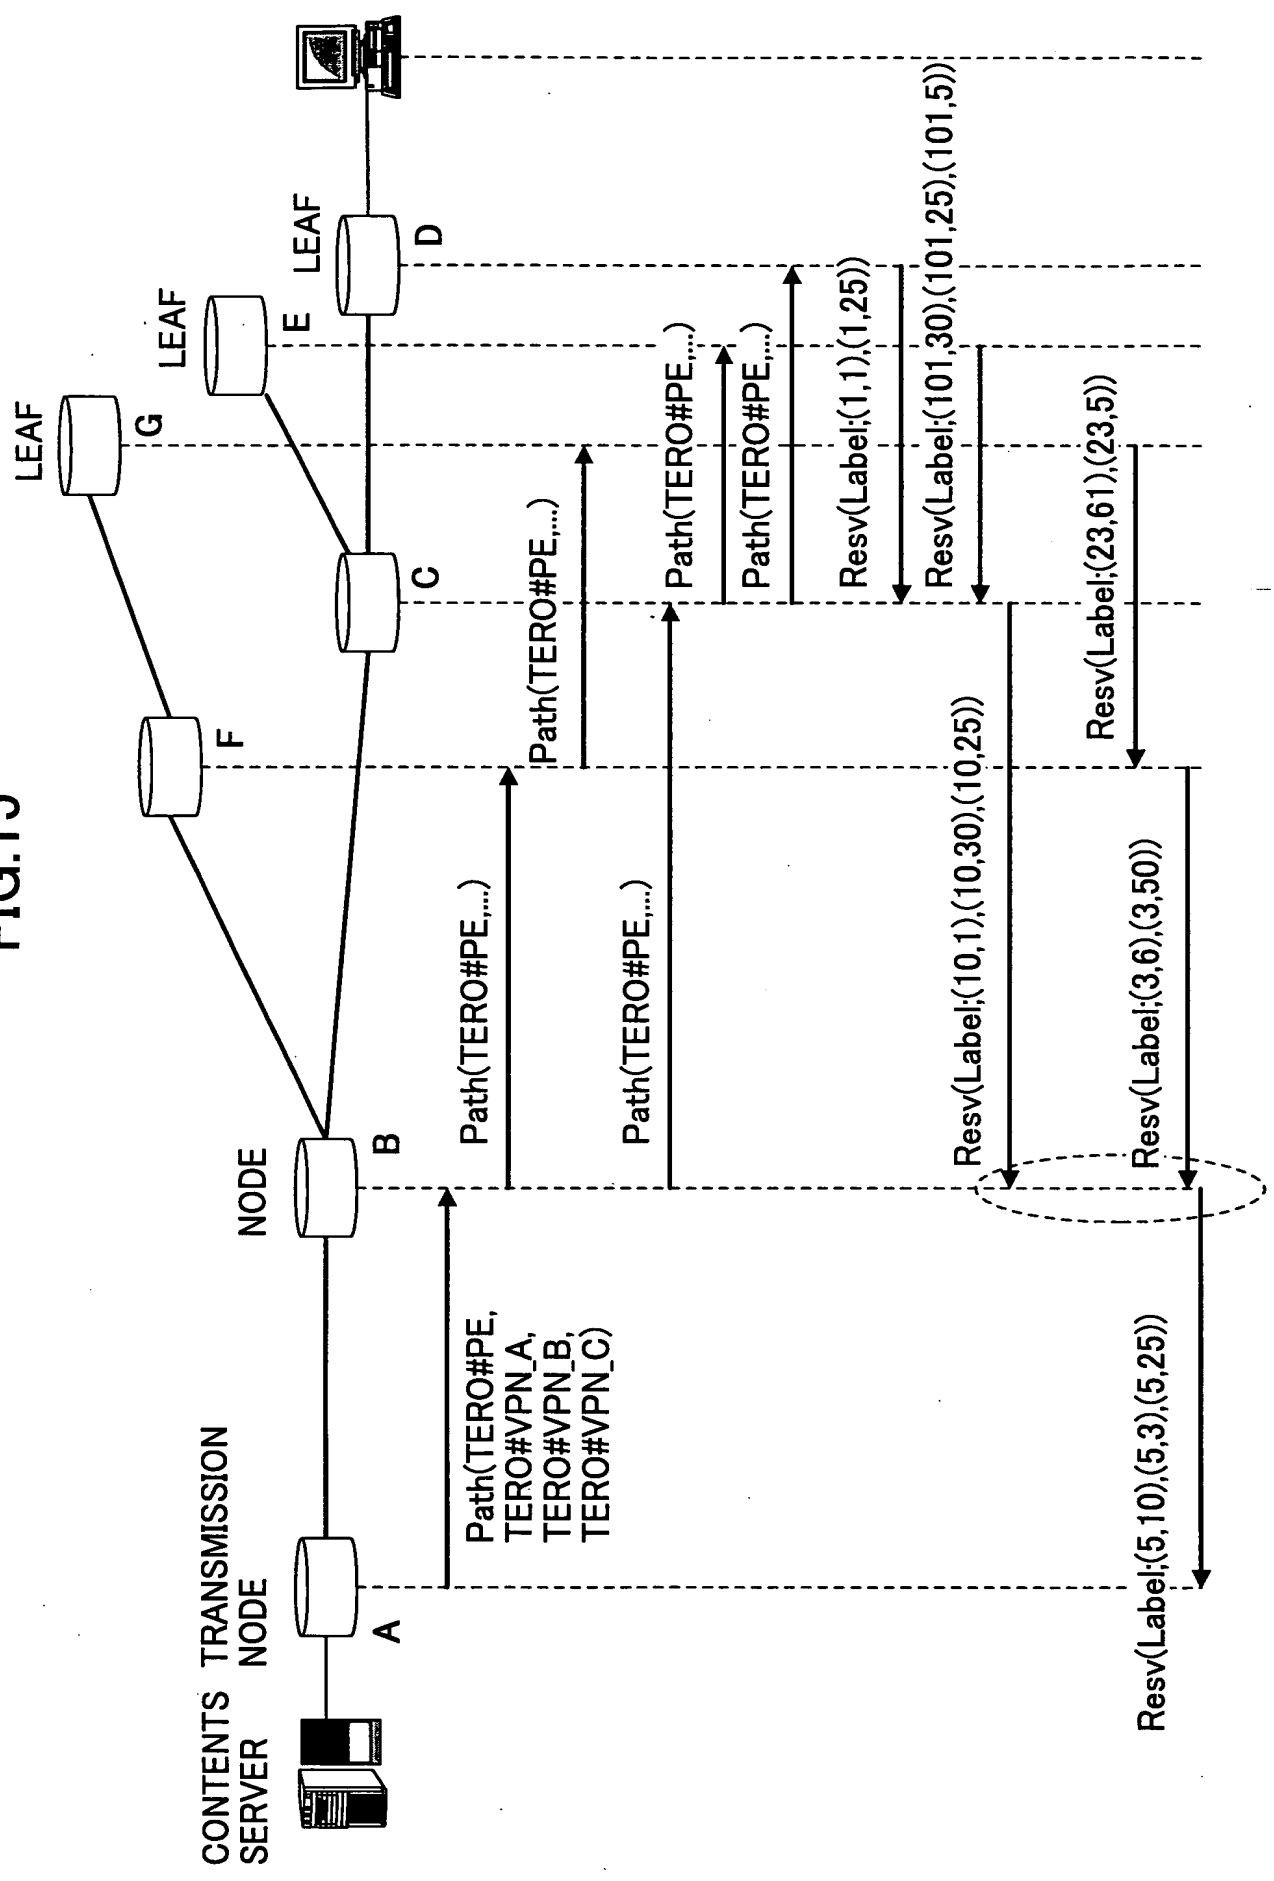 FIG.15
CONTENTS
SERVER
TRANSMISSION
NODE
NODE
LEAF
LEAF
LEAF
A
B
F
C
G
E
D
Path(TERO#PE,
TERO#VPN_A,
TERO#VPN_B,
TERO#VPN_C)
Path(TERO#PE,...)
Path(TERO#PE,...)
Path(TERO#PE,...)
Path(TERO#PE,...)
Path(TERO#PE,...)
Resv(Label;(1,1),(1,25))
Resv(Label;(101,30),(101,25),(101,5))
Resv(Label;(10,1),(10,30),(10,25))
Resv(Label;(23,61),(23,5))
Resv(Label;(3,6),(3,50))
Resv(Label;(5,10),(5,3),(5,25))